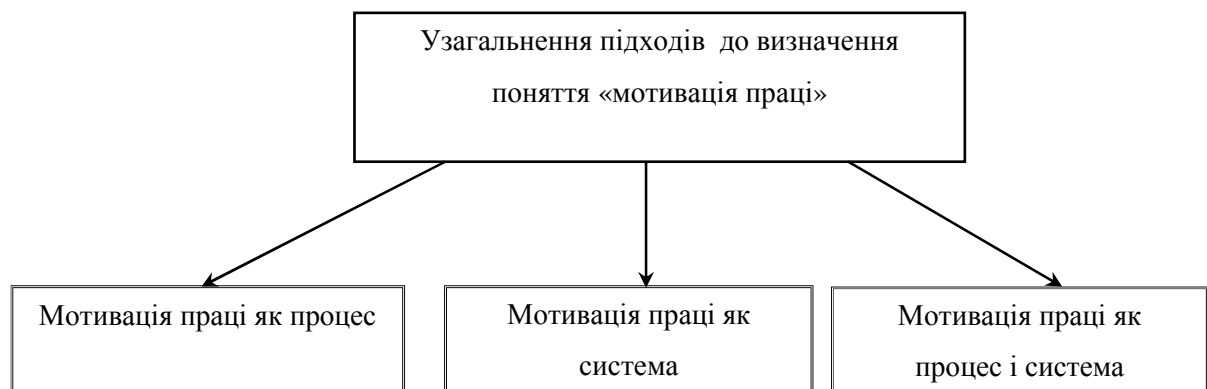 Узагальнення підходів до визначення
поняття «мотивація праці»
Мотивація праці як процес
Мотивація праці як
система
Мотивація праці як
процес і система